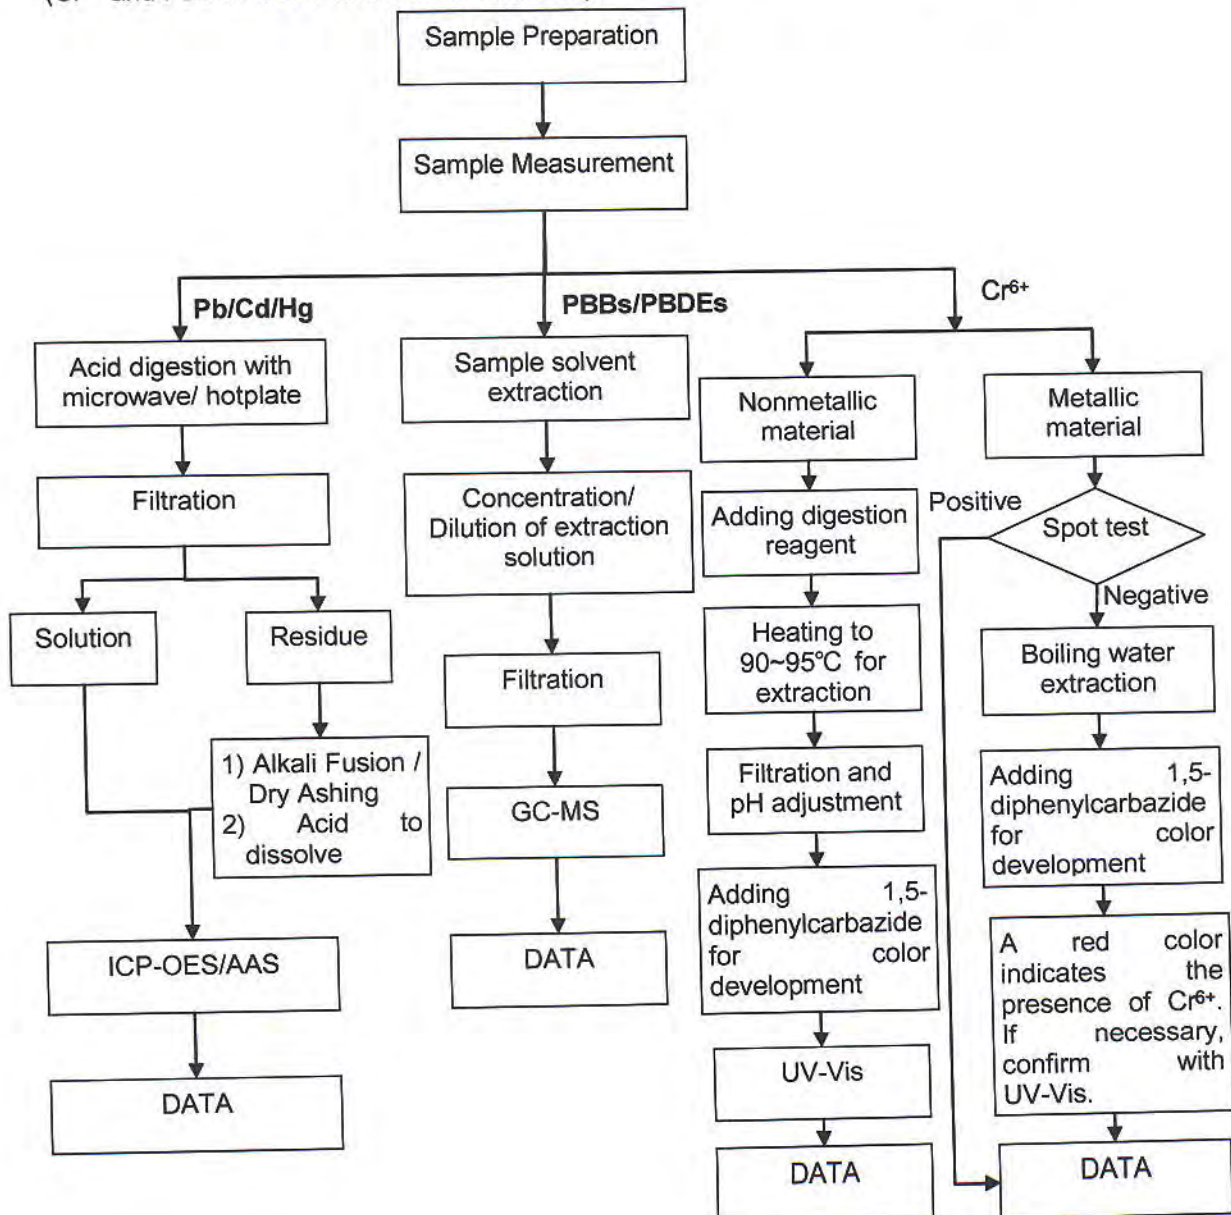 Sample Preparation
Sample Measurement
Pb/Cd/Hg
PBBs/PBDEs
Cr⁶⁺
Acid digestion with
microwave/ hotplate
Filtration
Solution
Residue
1) Alkali Fusion /
Dry Ashing
2) Acid to
dissolve
ICP-OES/AAS
DATA
Sample solvent
extraction
Concentration/
Dilution of extraction
solution
Filtration
GC-MS
DATA
Nonmetallic
material
Adding digestion
reagent
Heating to
90~95°C for
extraction
Filtration and
pH adjustment
Adding 1,5-
diphenylcarbazide
for color
development
UV-Vis
DATA
Metallic
material
Spot test
Positive
Negative
Boiling water
extraction
Adding 1,5-
diphenylcarbazide
for color
development
A red color
indicates the
presence of Cr⁶⁺.
If necessary,
confirm with
UV-Vis.
DATA